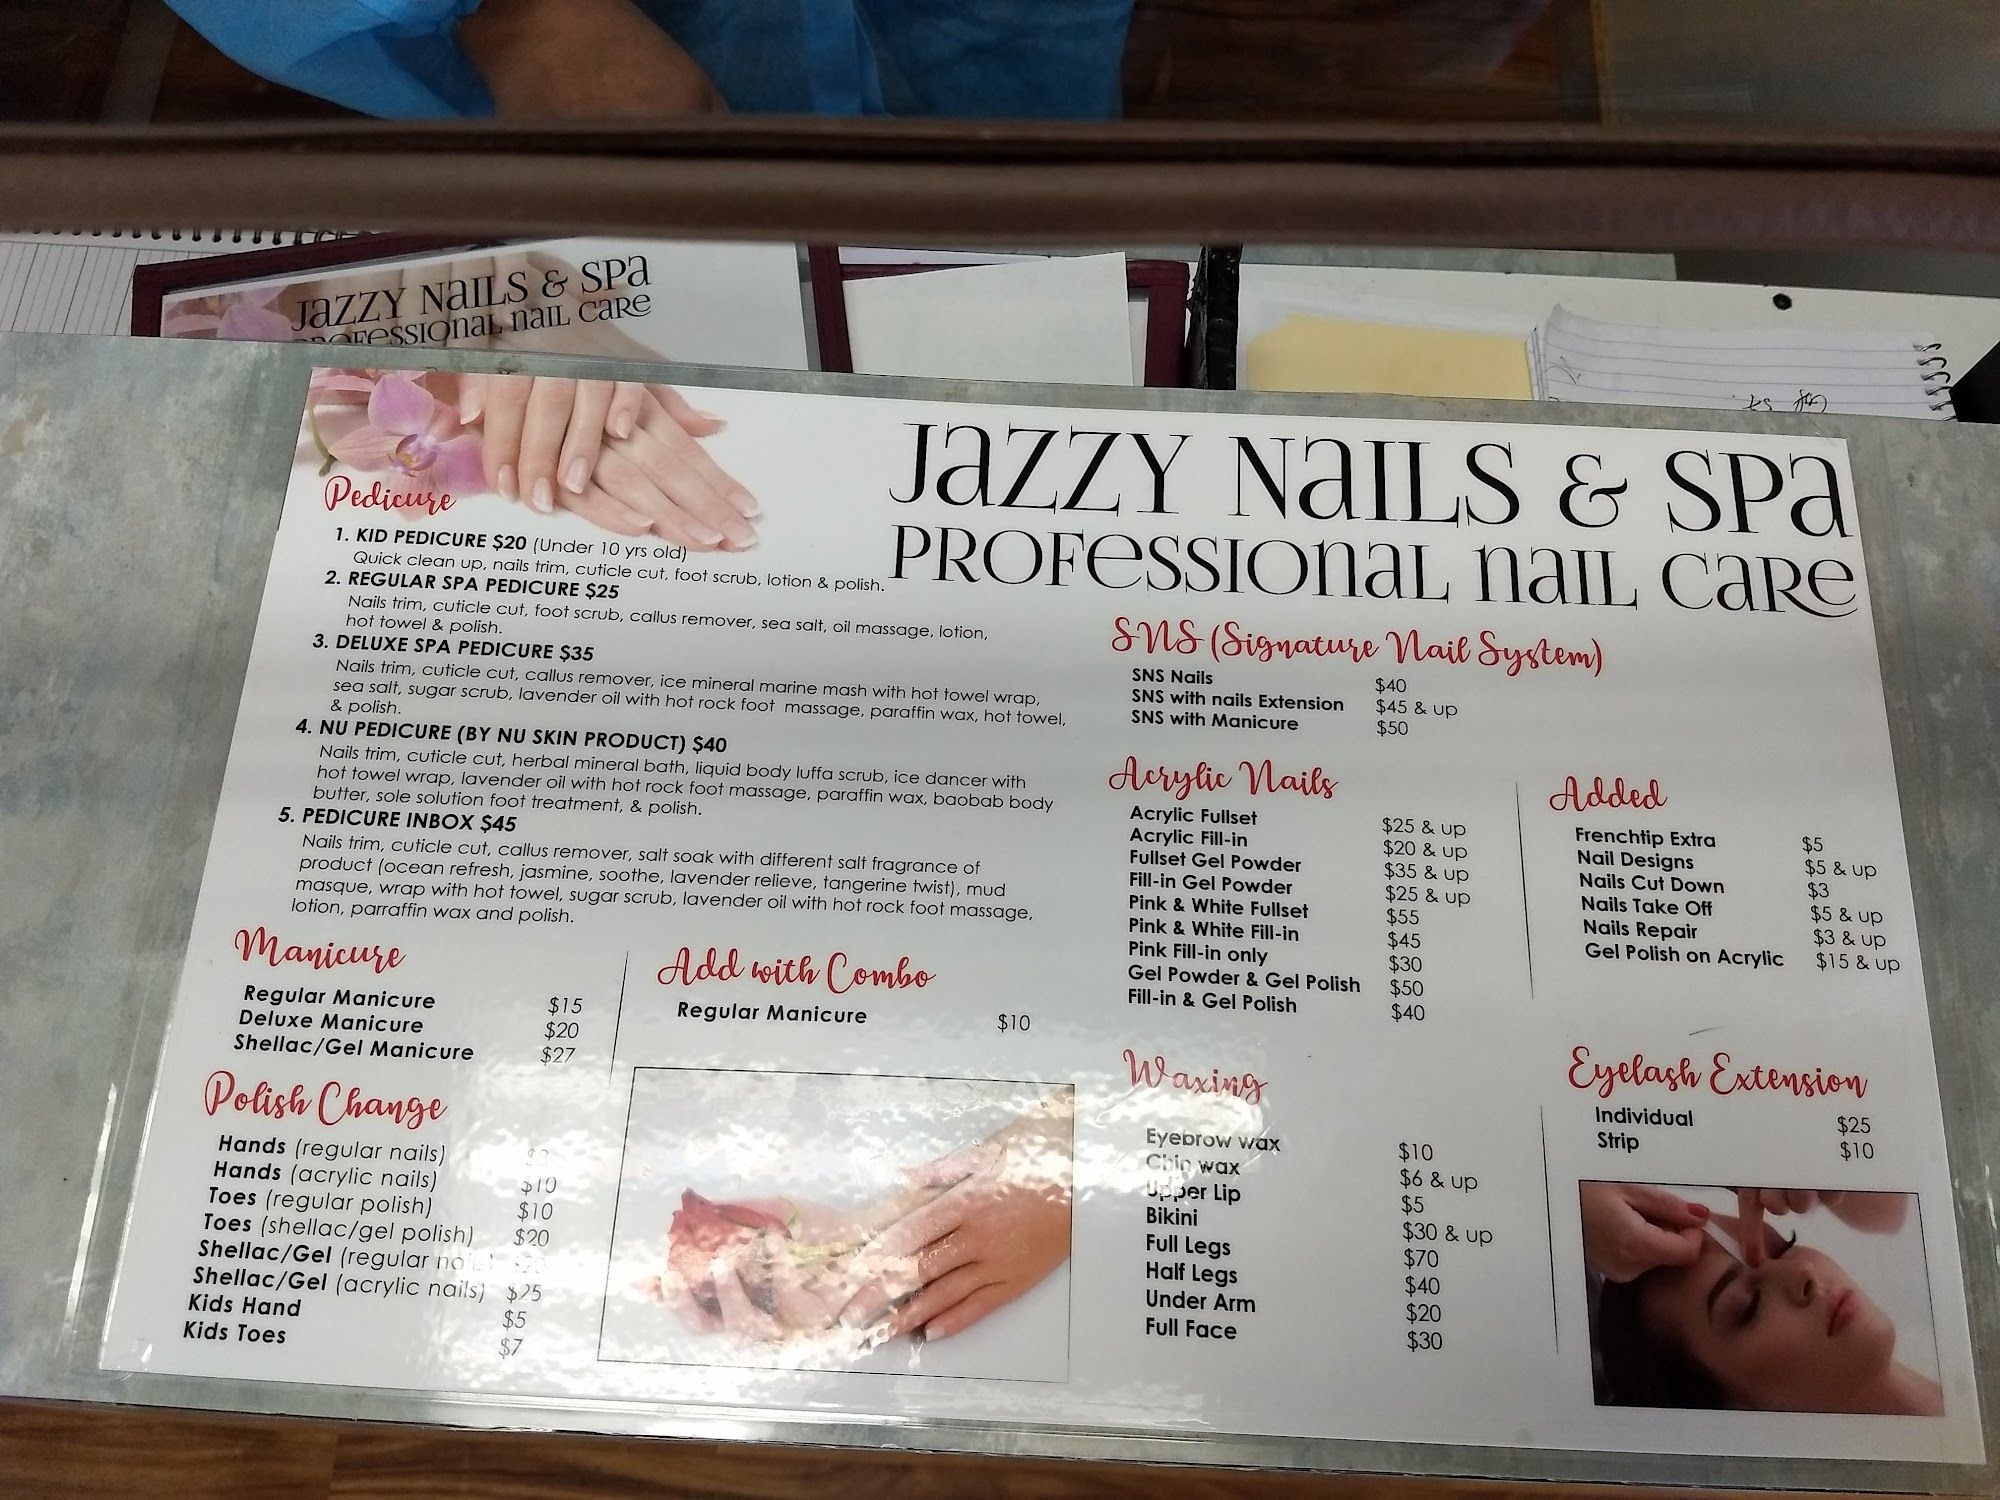 JAZZY NAILS & SPA
PROFESSIONAL NAIL CARE
JAZZY NAILS & SPA
PROFESSIONAL NAIL CARE
Pedicure
1. KID PEDICURE $20 (Under 10 yrs old)
Quick clean up, nails trim, cuticle cut, foot scrub, lotion & polish.
2. REGULAR SPA PEDICURE $25
Nails trim, cuticle cut, foot scrub, callus remover, sea salt, oil massage, lotion,
hot towel & polish.
3. DELUXE SPA PEDICURE $35
Nails trim, cuticle cut, callus remover, ice mineral marine mash with hot towel wrap,
sea salt, sugar scrub, lavender oil with hot rock foot massage, paraffin wax, hot towel,
& polish.
4. NU PEDICURE (BY NU SKIN PRODUCT) $40
Nails trim, cuticle cut, herbal mineral bath, liquid body luffa scrub, ice dancer with
hot towel wrap, lavender oil with hot rock foot massage, paraffin wax, baobab body
butter, sole solution foot treatment, & polish.
5. PEDICURE INBOX $45
Nails trim, cuticle cut, callus remover, salt soak with different salt fragrance of
product (ocean refresh, jasmine, soothe, lavender relieve, tangerine twist), mud
masque, wrap with hot towel, sugar scrub, lavender oil with hot rock foot massage,
lotion, parraffin wax and polish.
Manicure
Regular Manicure $15
Deluxe Manicure $20
Shellac/Gel Manicure $27
Add with Combo
Regular Manicure $10
Polish Change
Hands (regular nails)
Hands (acrylic nails) $10
Toes (regular polish) $10
Toes (shellac/gel polish) $20
Shellac/Gel (regular nails) $20
Shellac/Gel (acrylic nails) $25
Kids Hand $5
Kids Toes $7
SNS (Signature Nail System)
SNS Nails $40
SNS with nails Extension $45 & up
SNS with Manicure $50
Acrylic Nails
Acrylic Fullset $25 & up
Acrylic Fill-in $20 & up
Fullset Gel Powder $35 & up
Fill-in Gel Powder $25 & up
Pink & White Fullset $55
Pink & White Fill-in $45
Pink Fill-in only $30
Gel Powder & Gel Polish $50
Fill-in & Gel Polish $40
Added
Frenchtip Extra $5
Nail Designs $5 & up
Nails Cut Down $3
Nails Take Off $5 & up
Nails Repair $3 & up
Gel Polish on Acrylic $15 & up
Waxing
Eyebrow wax $10
Chin wax $6 & up
Upper Lip $5
Bikini $30 & up
Full Legs $70
Half Legs $40
Under Arm $20
Full Face $30
Eyelash Extension
Individual $25
Strip $10